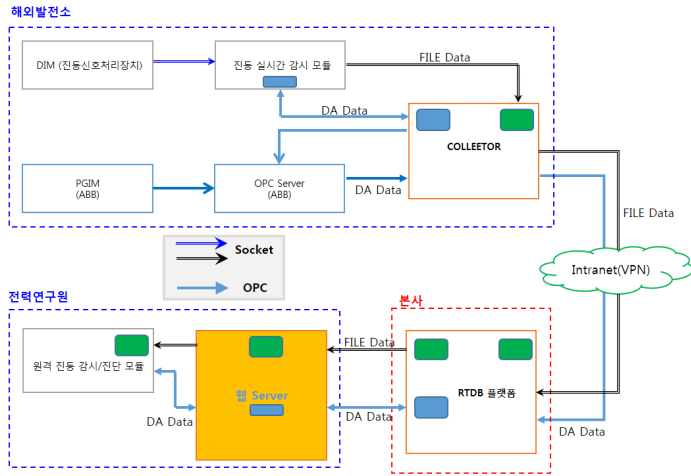 해외발전소
DIM (진동신호처리장치)
진동 실시간 감시 모듈
FILE Data
DA Data
COLLEETOR
PGIM
(ABB)
OPC Server
(ABB)
DA Data
FILE Data
Socket
OPC
Intranet(VPN)
전력연구원
본사
원격 진동 감시/진단 모듈
FILE Data
웹 Server
RTDB 플랫폼
DA Data
DA Data
DA Data